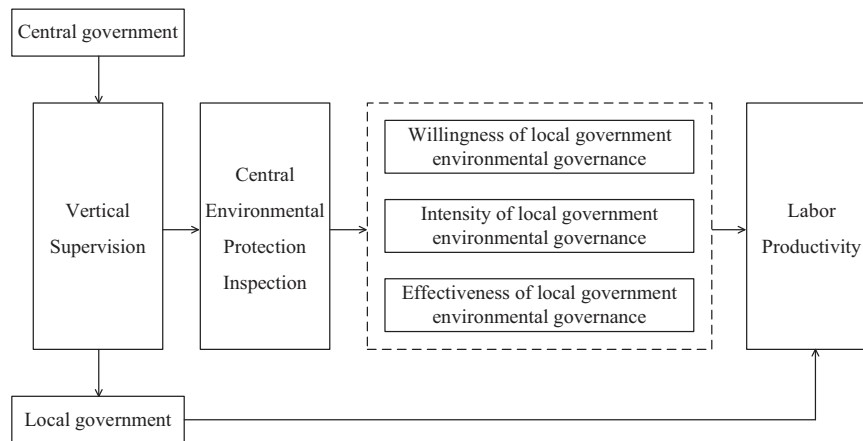 Central government
Vertical
Supervision
Central
Environmental
Protection
Inspection
Willingness of local government
environmental governance
Intensity of local government
environmental governance
Effectiveness of local government
environmental governance
Labor
Productivity
Local government